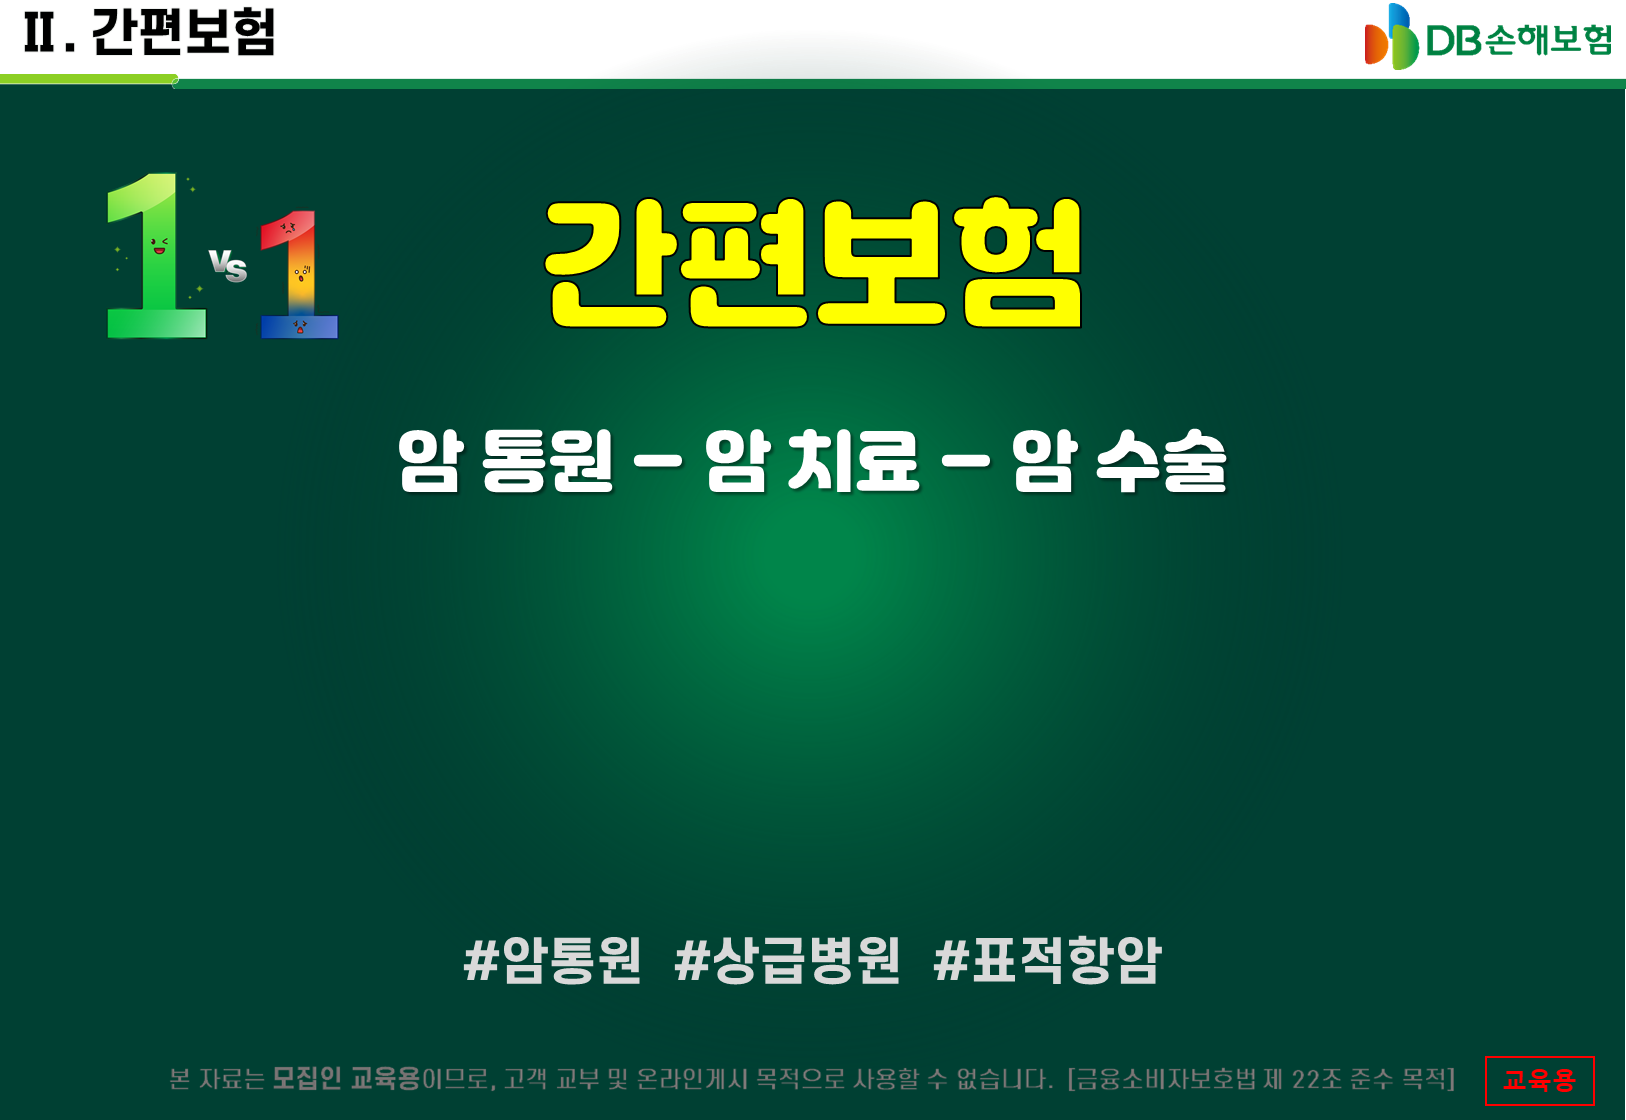 Ⅱ. 간편보험
DB손해보험
1 vs 1
간편보험
암 통원 - 암 치료 - 암 수술
#암통원 #상급병원 #표적항암
본 자료는 모집인 교육용이므로, 고객 교부 및 온라인게시 목적으로 사용할 수 없습니다. [금융소비자보호법 제 22조 준수 목적]
교육용